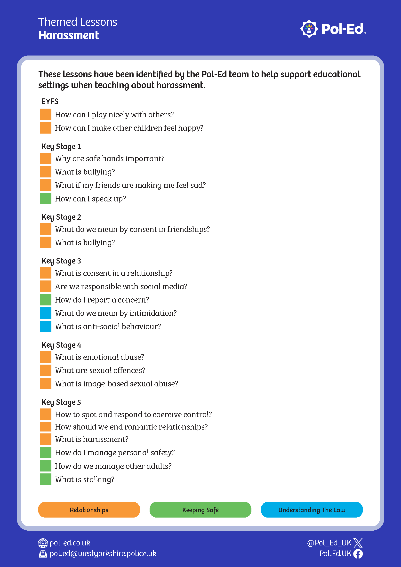 Themed Lessons
Harassment
Pol-Ed.
These lessons have been identified by the Pol-Ed team to help support educational
settings when teaching about harassment.
EYFS
How can I play nicely with others?
How can I make other children feel happy?
Key Stage 1
Why are safe hands important?
What is bullying?
What if my friends are making me feel sad?
How can I speak up?
Key Stage 2
What do we mean by consent in friendships?
What is bullying?
Key Stage 3
What is consent in a relationship?
Are we responsible with social media?
How do I report a concern?
What do we mean by intimidation?
What is anti-social behaviour?
Key Stage 4
What is emotional abuse?
What are sexual offences?
What is image based sexual abuse?
Key Stage 5
How to spot and respond to coercive control?
How should we end romantic relationships?
What is harassment?
How do I manage personal safety?
How do we manage other adults?
What is stalking?
Relationships
Keeping Safe
Understanding The Law
pol-ed.co.uk
pol.ed@westyorkshire.police.uk
@Pol_Ed_UK
Pol.Ed.UK